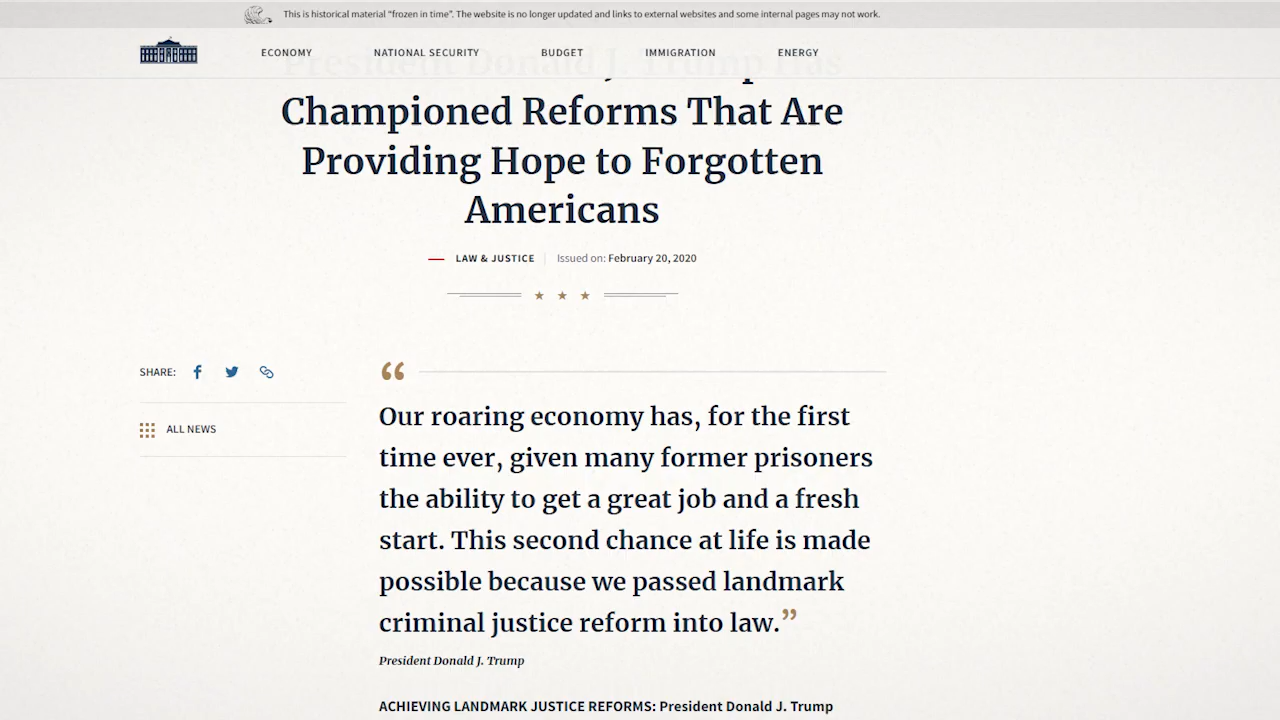 This is historical material "frozen in time". The website is no longer updated and links to external websites and some internal pages may not work.
ECONOMY NATIONAL SECURITY BUDGET IMMIGRATION ENERGY
President Donald J. Trump Has
Championed Reforms That Are
Providing Hope to Forgotten
Americans
LAW & JUSTICE Issued on: February 20, 2020
SHARE:
ALL NEWS
“
Our roaring economy has, for the first
time ever, given many former prisoners
the ability to get a great job and a fresh
start. This second chance at life is made
possible because we passed landmark
criminal justice reform into law.”
President Donald J. Trump
ACHIEVING LANDMARK JUSTICE REFORMS: President Donald J. Trump